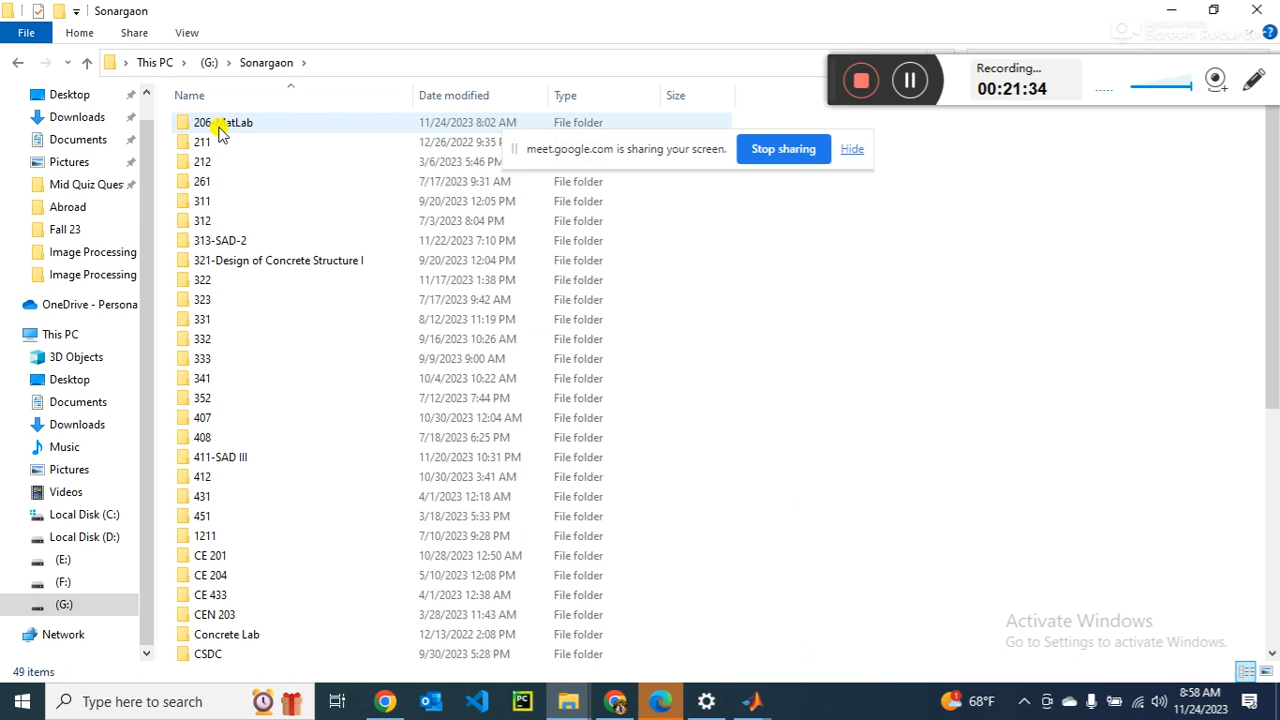 Sonargaon
File Home Share View
This PC (G:) Sonargaon
Apowersoft
Screen Recorder
Recording...
00:21:34
Name Date modified Type Size
meet.google.com is sharing your screen. Stop sharing Hide
Desktop
Downloads
Documents
Pictures
Mid Quiz Ques
Abroad
Fall 23
Image Processing
Image Processing
OneDrive - Persona
This PC
3D Objects
Desktop
Documents
Downloads
Music
Pictures
Videos
Local Disk (C:)
Local Disk (D:)
(E:)
(F:)
(G:)
Network
206 MatLab 11/24/2023 8:02 AM File folder
211 12/26/2022 9:35 File folder
212 3/6/2023 5:46 PM File folder
261 7/17/2023 9:31 AM File folder
311 9/20/2023 12:05 PM File folder
312 7/3/2023 8:04 PM File folder
313-SAD-2 11/22/2023 7:10 PM File folder
321-Design of Concrete Structure I 9/20/2023 12:04 PM File folder
322 11/17/2023 1:38 PM File folder
323 7/17/2023 9:42 AM File folder
331 8/12/2023 11:19 PM File folder
332 9/16/2023 10:26 AM File folder
333 9/9/2023 9:00 AM File folder
341 10/4/2023 10:22 AM File folder
352 7/12/2023 7:44 PM File folder
407 10/30/2023 12:04 AM File folder
408 7/18/2023 6:25 PM File folder
411-SAD III 11/20/2023 10:31 PM File folder
412 10/30/2023 3:41 AM File folder
431 4/1/2023 12:18 AM File folder
451 3/18/2023 5:33 PM File folder
1211 7/10/2023 9:28 PM File folder
CE 201 10/28/2023 12:50 AM File folder
CE 204 5/10/2023 12:08 PM File folder
CE 433 4/1/2023 12:38 AM File folder
CEN 203 3/28/2023 11:43 AM File folder
Concrete Lab 12/13/2022 2:08 PM File folder
CSDC 9/30/2023 5:28 PM File folder
Activate Windows
Go to Settings to activate Windows.
49 items
Type here to search
68°F
8:58 AM
11/24/2023